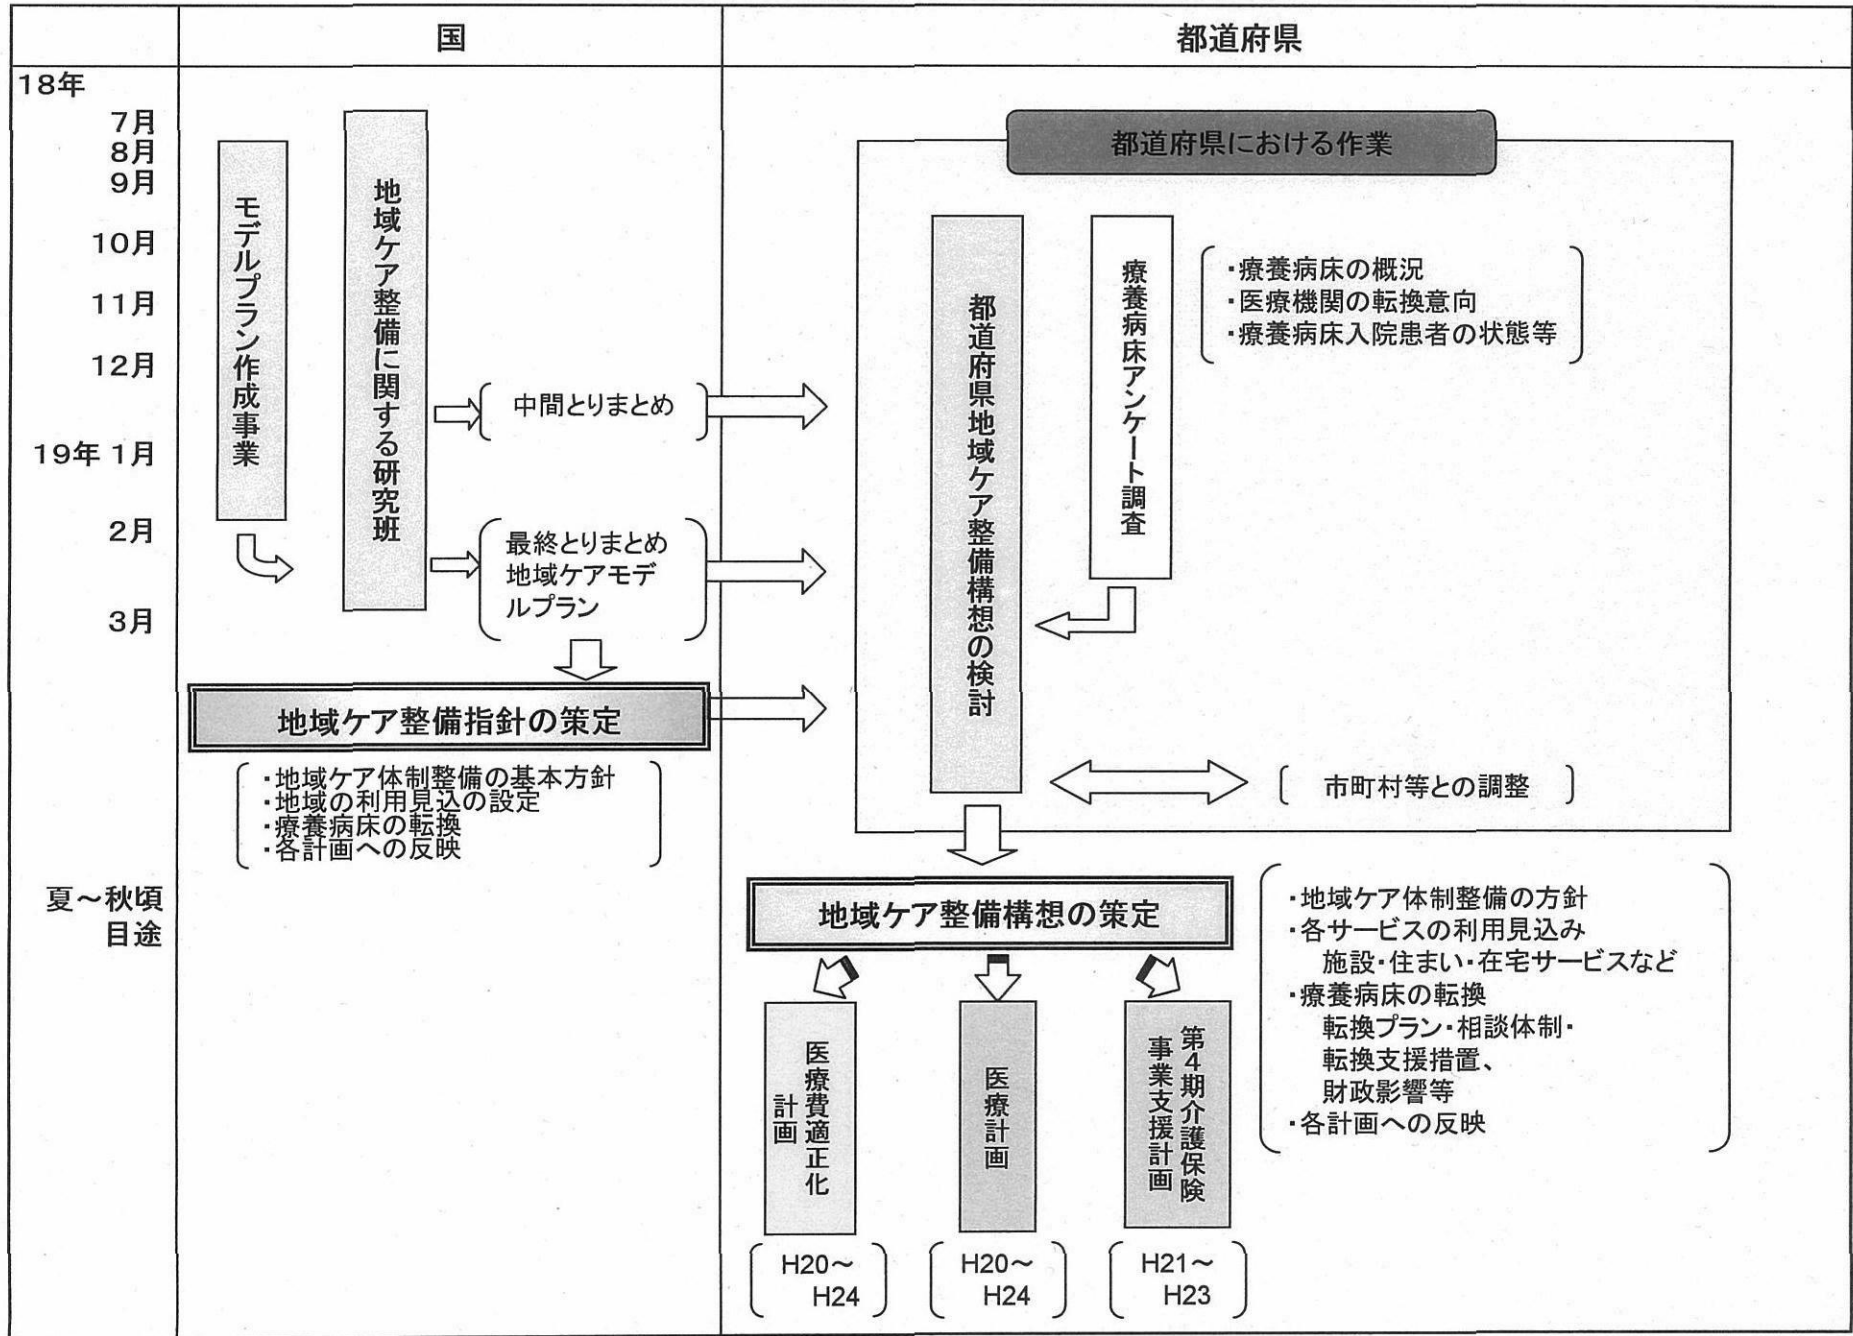 国
都道府県
18年
7月
8月
9月
10月
11月
12月
19年 1月
2月
3月
夏～秋頃
目途
モデルプラン作成事業
地域ケア整備に関する研究班
中間とりまとめ
最終とりまとめ
地域ケアモデ
ルプラン
地域ケア整備指針の策定
・地域ケア体制整備の基本方針
・地域の利用見込の設定
・療養病床の転換
・各計画への反映
都道府県における作業
都道府県地域ケア整備構想の検討
療養病床アンケート調査
・療養病床の概況
・医療機関の転換意向
・療養病床入院患者の状態等
市町村等との調整
地域ケア整備構想の策定
・地域ケア体制整備の方針
・各サービスの利用見込み
施設・住まい・在宅サービスなど
・療養病床の転換
転換プラン・相談体制・
転換支援措置、
財政影響等
・各計画への反映
医療費適正化
計画
医療計画
第4期介護保険
事業支援計画
H20～
H24
H20～
H24
H21～
H23